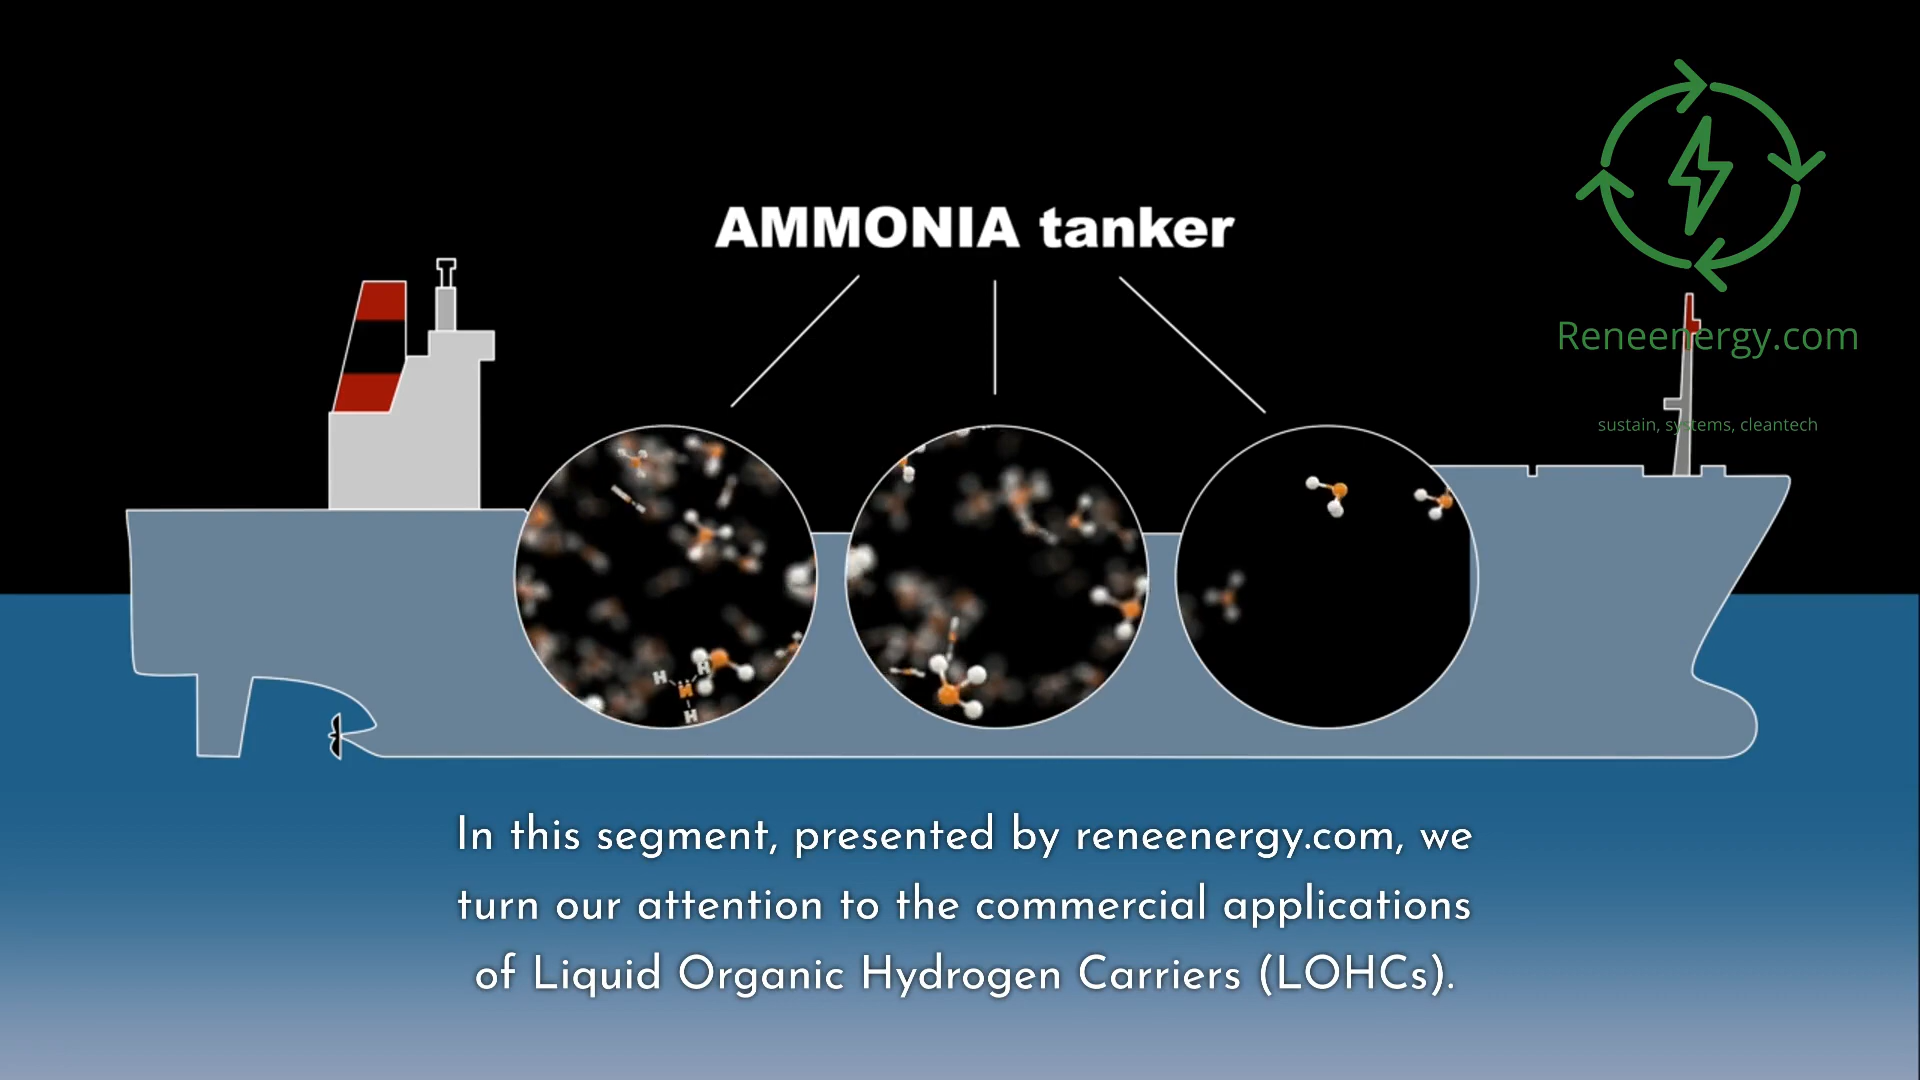 AMMONIA tanker
Reneenergy.com
sustain, systems, cleantech
H
H
N
H
In this segment, presented by reneenergy.com, we
turn our attention to the commercial applications
of Liquid Organic Hydrogen Carriers (LOHCs).